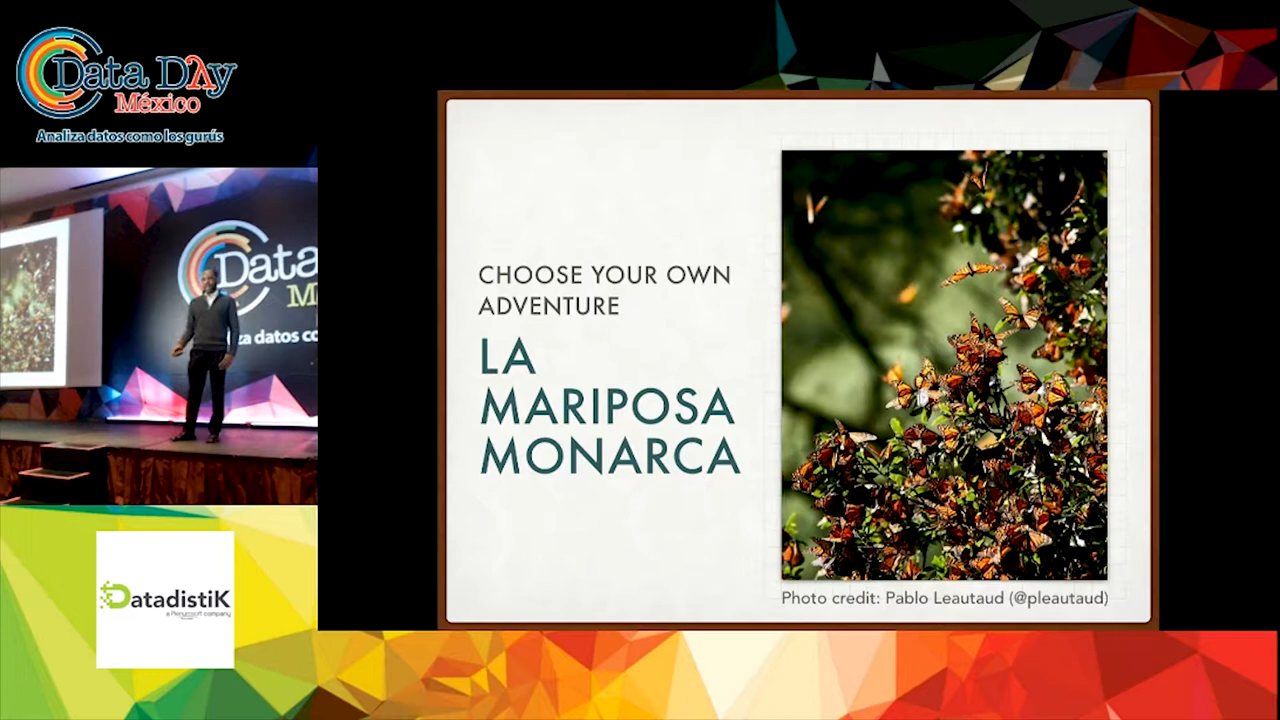 Data Day
México
Analiza datos como los gurús
Data
M
za datos co
CHOOSE YOUR OWN
ADVENTURE
LA
MARIPOSA
MONARCA
Photo credit: Pablo Leautaud (@pleautaud)
DatadistiK
company